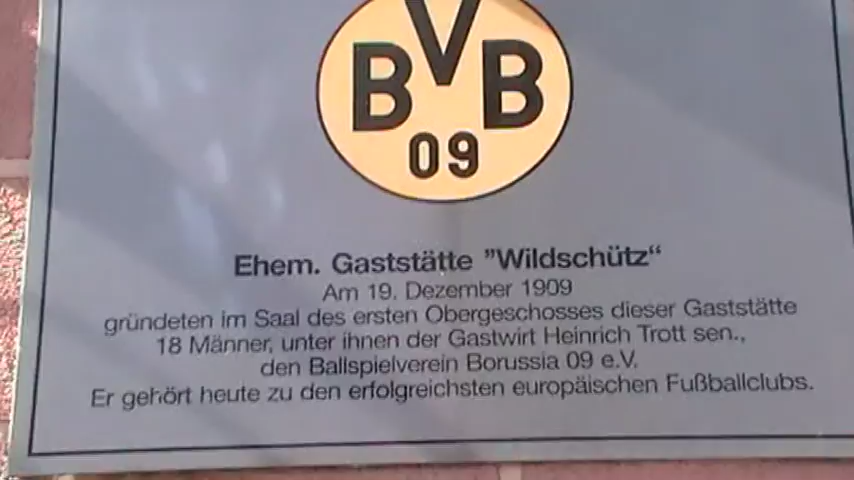 BVB
09
Ehem. Gaststätte ”Wildschütz“
Am 19. Dezember 1909
gründeten im Saal des ersten Obergeschosses dieser Gaststätte
18 Männer, unter ihnen der Gastwirt Heinrich Trott sen.,
den Ballspielverein Borussia 09 e.V.
Er gehört heute zu den erfolgreichsten europäischen Fußballclubs.